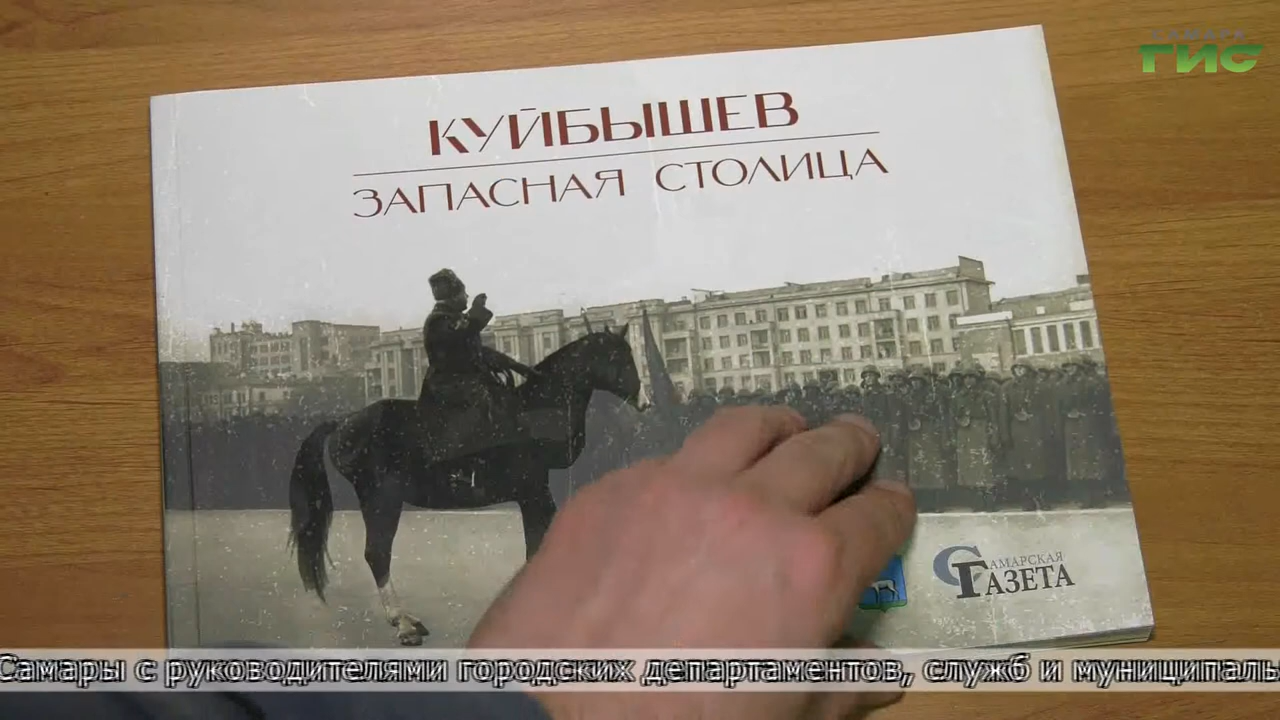 САМАРА
ГИС
КУЙБЫШЕВ
ЗАПАСНАЯ СТОЛИЦА
САМАРСКАЯ
ГАЗЕТА
Самары с руководителями городских департаментов, служб и муниципаль